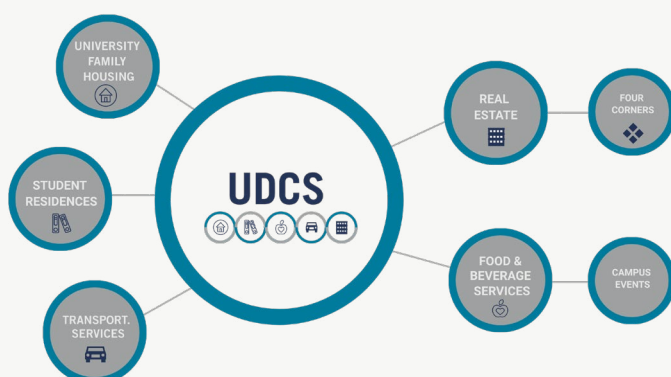 UNIVERSITY
FAMILY
HOUSING
STUDENT
RESIDENCES
TRANSPORT.
SERVICES
UDCS
REAL
ESTATE
FOUR
CORNERS
FOOD &
BEVERAGE
SERVICES
CAMPUS
EVENTS